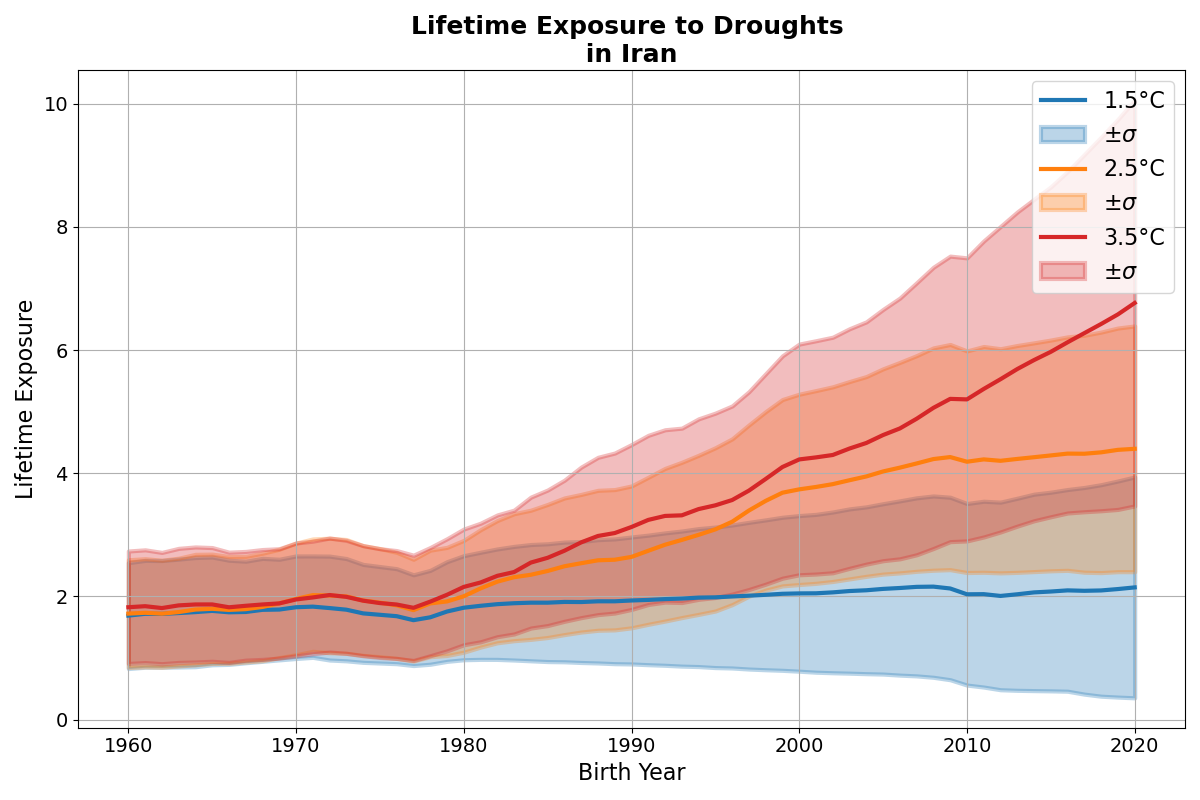 Lifetime Exposure to Droughts
in Iran
Lifetime Exposure
10
8
6
4
2
0
1.5°C
±σ
2.5°C
±σ
3.5°C
±σ
1960
1970
1980
1990
2000
2010
2020
Birth Year